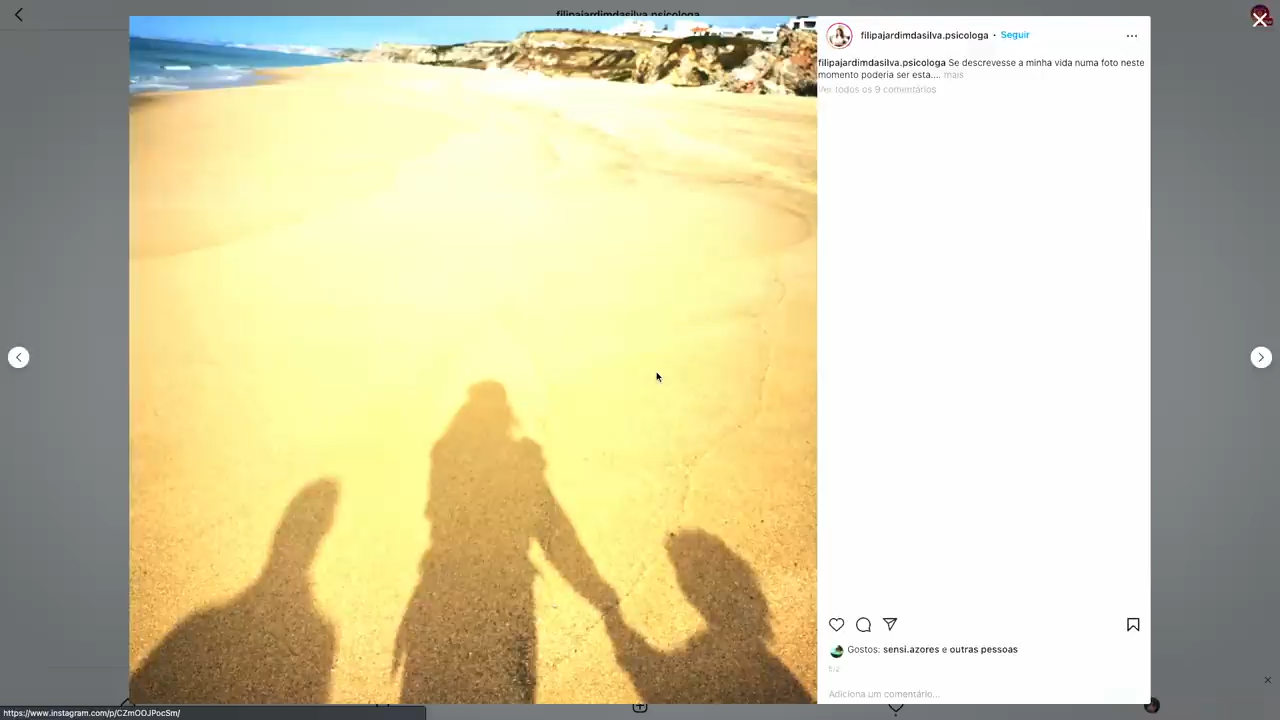 filipajardimdasilva.psicologa
filipajardimdasilva.psicologa • Seguir
filipajardimdasilva.psicologa Se descrevesse a minha vida numa foto neste
momento poderia ser esta.... mais
Ver todos os 9 comentários
Gostos: sensi.azores e outras pessoas
Adiciona um comentário...
https://www.instagram.com/p/CZmOOJPocSm/